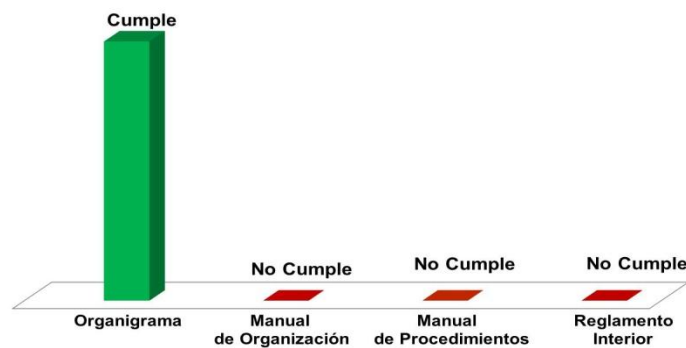 Cumple
No Cumple
No Cumple
No Cumple
Organigrama
Manual
de Organización
Manual
de Procedimientos
Reglamento
Interior